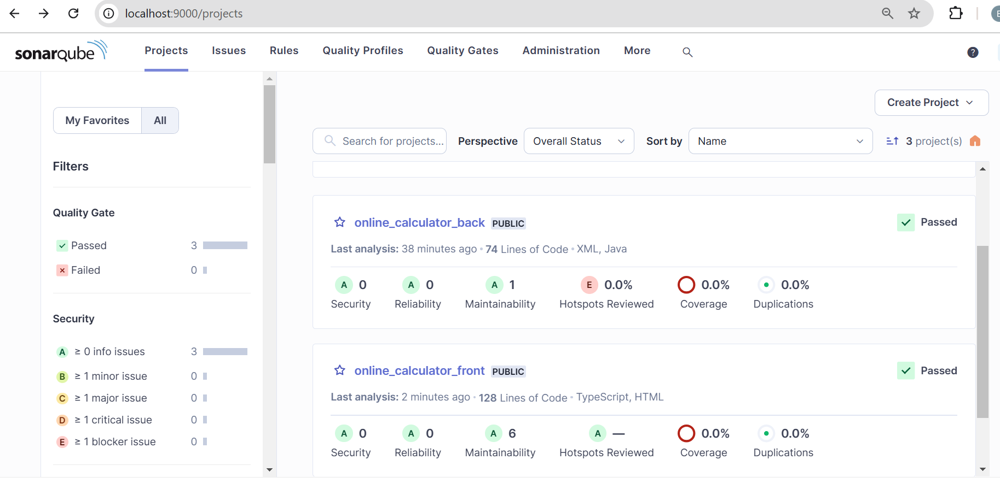 localhost:9000/projects
sonarqube
Projects Issues Rules Quality Profiles Quality Gates Administration More
?
My Favorites All
Create Project
Search for projects... Perspective Overall Status Sort by Name 3 project(s)
Filters
Quality Gate
Passed 3
Failed 0
Security
A ≥ 0 info issues 3
B ≥ 1 minor issue 0
C ≥ 1 major issue 0
D ≥ 1 critical issue 0
E ≥ 1 blocker issue 0
online_calculator_back PUBLIC Passed
Last analysis: 38 minutes ago • 74 Lines of Code • XML, Java
A 0 A 0 A 1 E 0.0% 0.0% 0.0%
Security Reliability Maintainability Hotspots Reviewed Coverage Duplications
online_calculator_front PUBLIC Passed
Last analysis: 2 minutes ago • 128 Lines of Code • TypeScript, HTML
A 0 A 0 A 6 A — 0.0% 0.0%
Security Reliability Maintainability Hotspots Reviewed Coverage Duplications